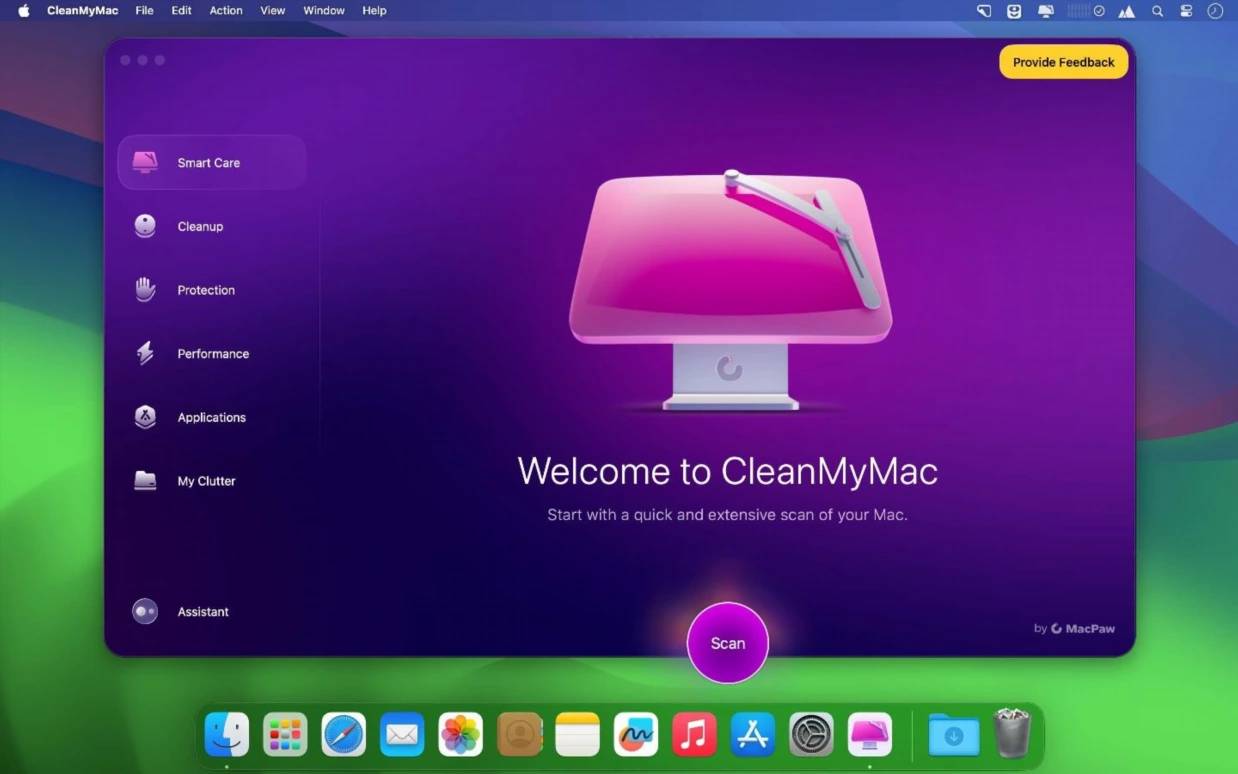 CleanMyMac File Edit Action View Window Help
Provide Feedback
Smart Care
Cleanup
Protection
Performance
Applications
My Clutter
Welcome to CleanMyMac
Start with a quick and extensive scan of your Mac.
Assistant
Scan
by MacPaw